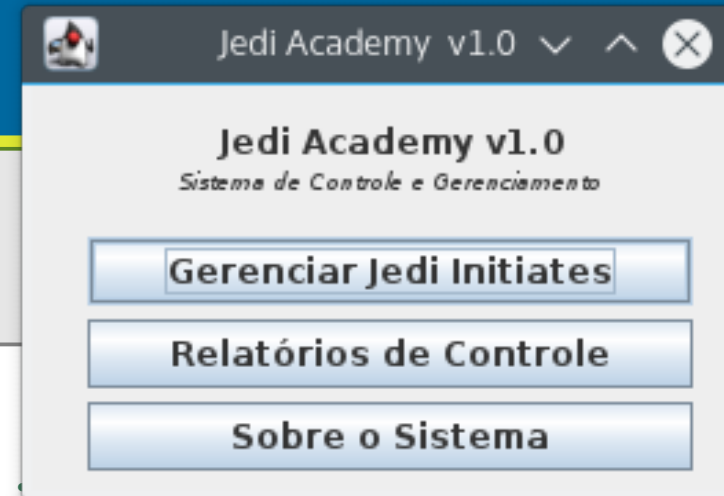 Jedi Academy v1.0
Jedi Academy v1.0
Sistema de Controle e Gerenciamento
Gerenciar Jedi Initiates
Relatórios de Controle
Sobre o Sistema